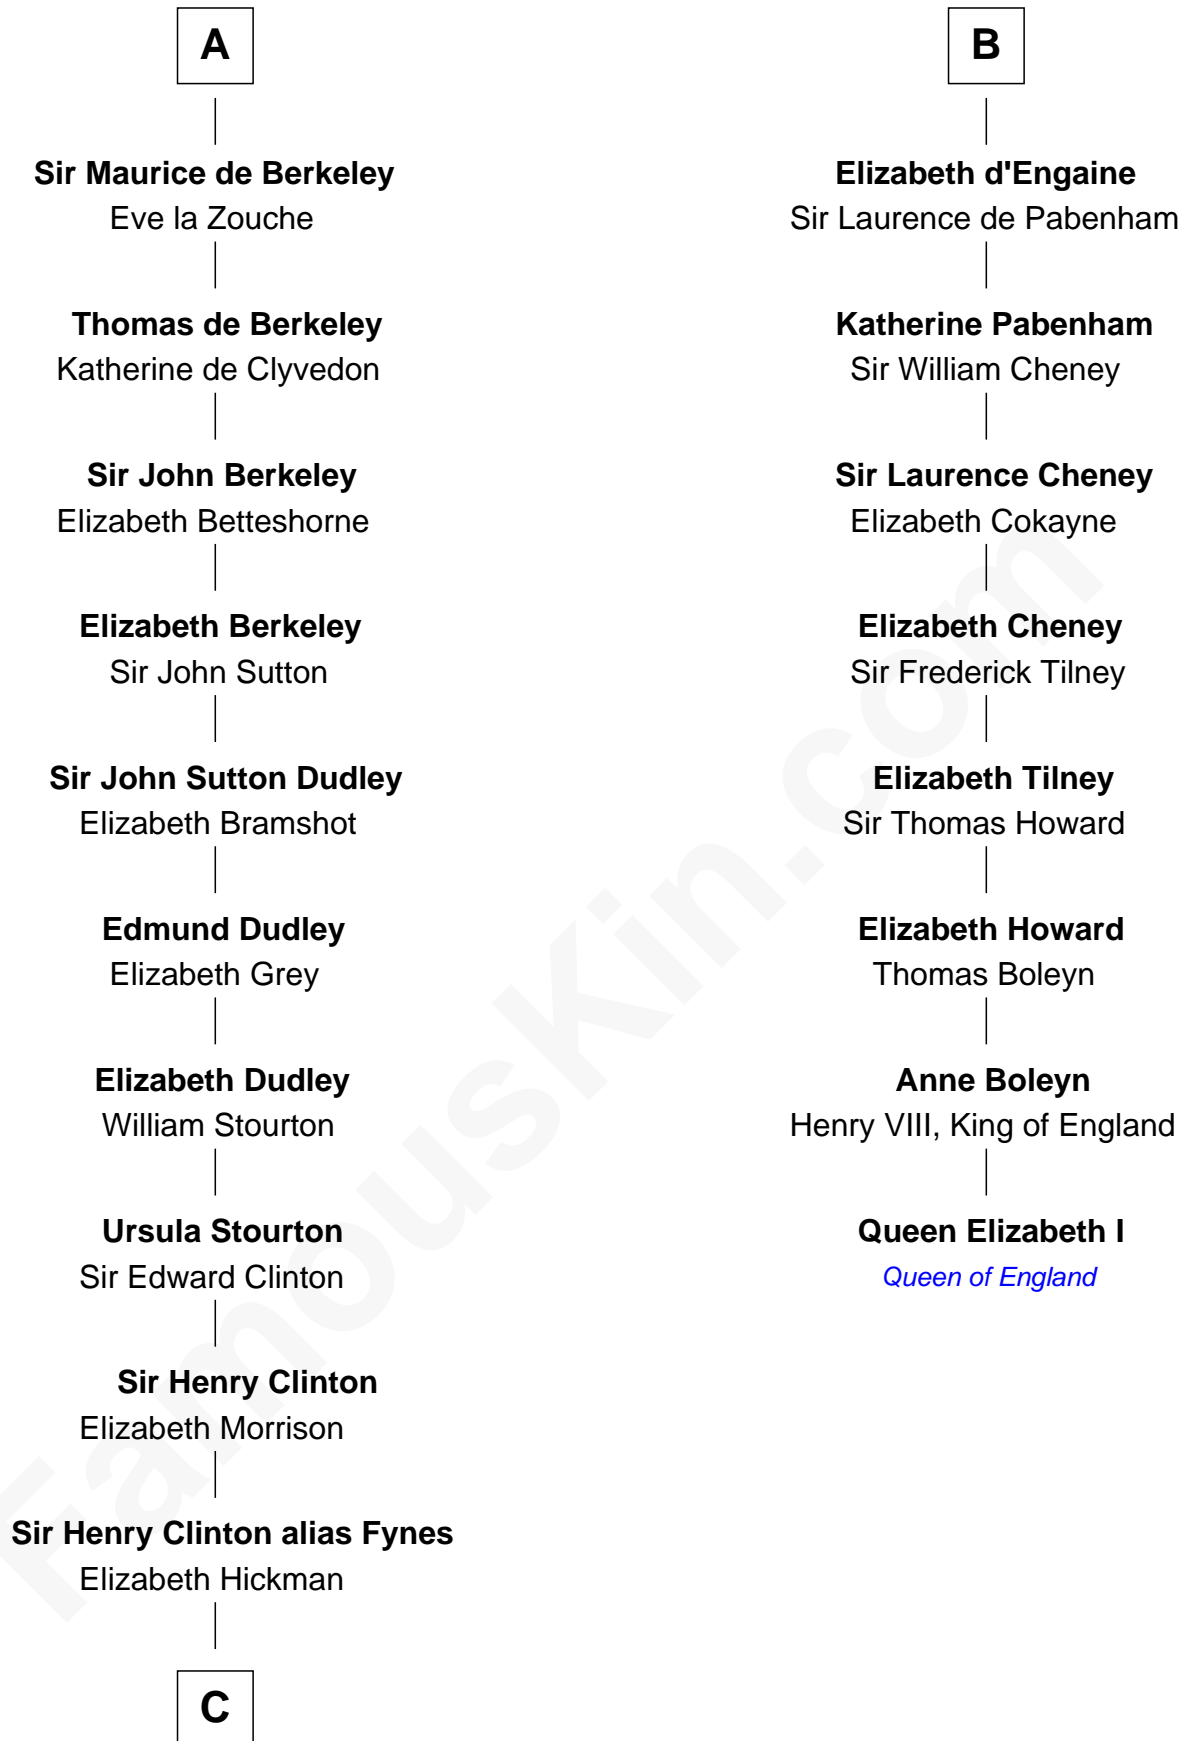 A
Sir Maurice de Berkeley
Eve la Zouche
Thomas de Berkeley
Katherine de Clyvedon
Sir John Berkeley
Elizabeth Betteshorne
Elizabeth Berkeley
Sir John Sutton
Sir John Sutton Dudley
Elizabeth Bramshot
Edmund Dudley
Elizabeth Grey
Elizabeth Dudley
William Stourton
Ursula Stourton
Sir Edward Clinton
Sir Henry Clinton
Elizabeth Morrison
Sir Henry Clinton alias Fynes
Elizabeth Hickman
C
B
Elizabeth d'Engaine
Sir Laurence de Pabenham
Katherine Pabenham
Sir William Cheney
Sir Laurence Cheney
Elizabeth Cokayne
Elizabeth Cheney
Sir Frederick Tilney
Elizabeth Tilney
Sir Thomas Howard
Elizabeth Howard
Thomas Boleyn
Anne Boleyn
Henry VIII, King of England
Queen Elizabeth I
Queen of England
FamousKin.com